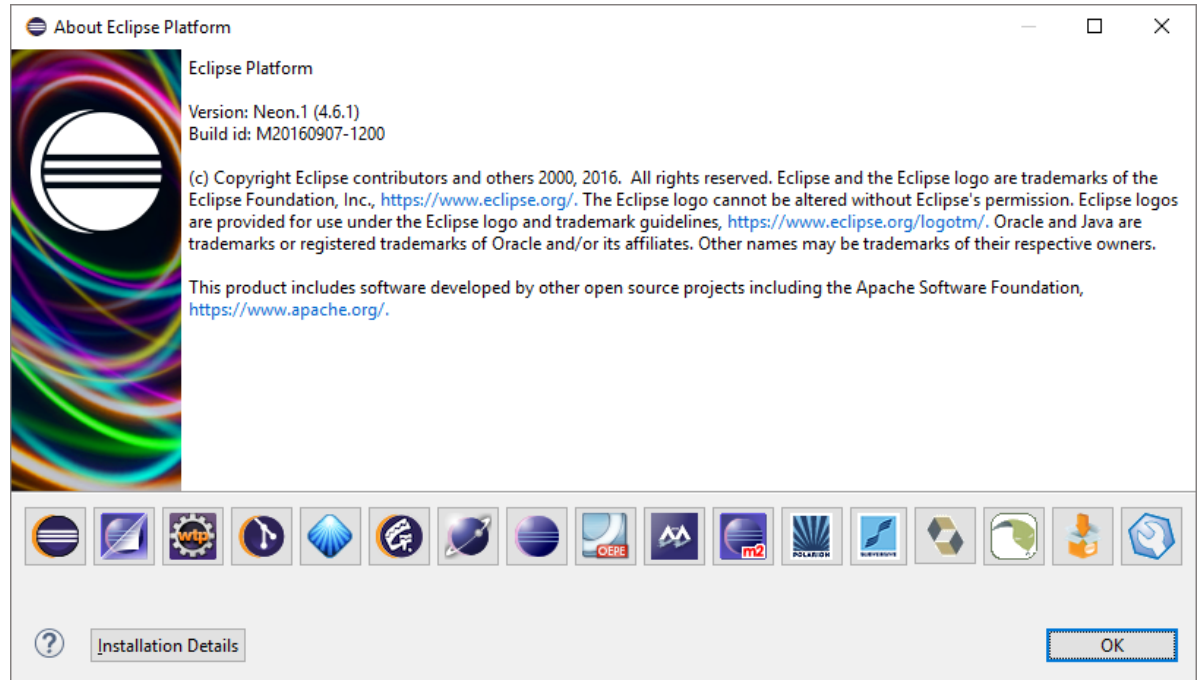 About Eclipse Platform
Eclipse Platform
Version: Neon.1 (4.6.1)
Build id: M20160907-1200
(c) Copyright Eclipse contributors and others 2000, 2016.  All rights reserved. Eclipse and the Eclipse logo are trademarks of the
Eclipse Foundation, Inc., https://www.eclipse.org/. The Eclipse logo cannot be altered without Eclipse's permission. Eclipse logos
are provided for use under the Eclipse logo and trademark guidelines, https://www.eclipse.org/logotm/. Oracle and Java are
trademarks or registered trademarks of Oracle and/or its affiliates. Other names may be trademarks of their respective owners.
This product includes software developed by other open source projects including the Apache Software Foundation,
https://www.apache.org/.
wtp
OEPE
m2
POLARION
SUBVERSIVE
?
Installation Details
OK